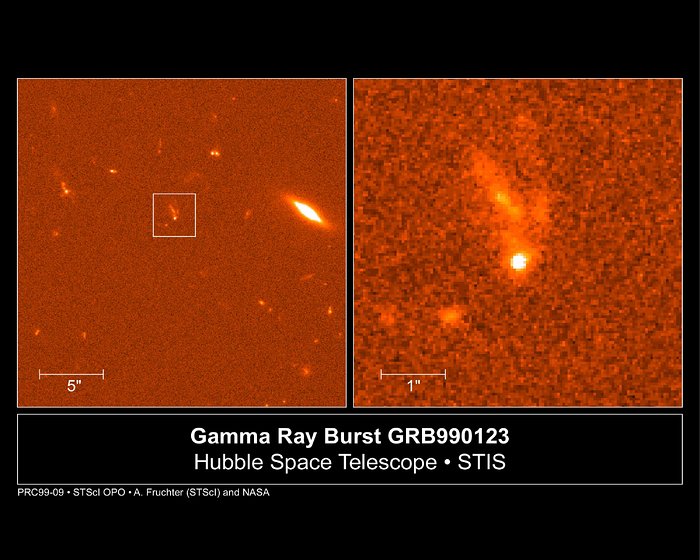 5"
1"
Gamma Ray Burst GRB990123
Hubble Space Telescope • STIS
PRC99-09 • STScI OPO • A. Fruchter (STScI) and NASA